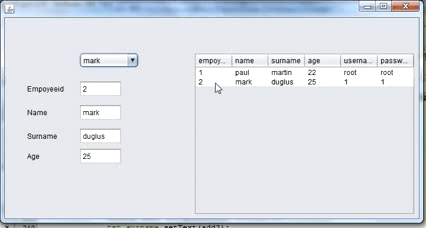 mark
empoy... name surname age userna... passw...
1 paul martin 22 root root
2 mark duglus 25 1 1
Empoyeeid 2
Name mark
Surname duglus
Age 25